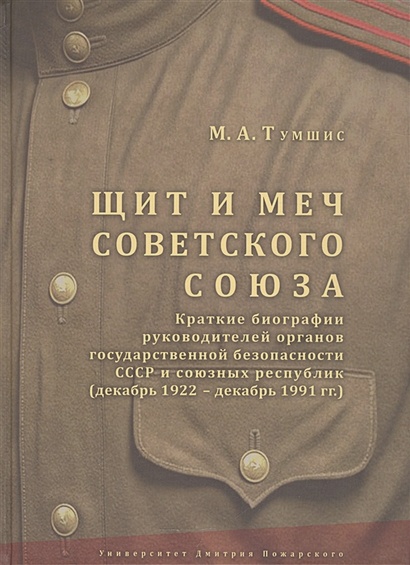 М. А. Тумшис
ЩИТ И МЕЧ
СОВЕТСКОГО
СОЮЗА
Краткие биографии
руководителей органов
государственной безопасности
СССР и союзных республик
(декабрь 1922 – декабрь 1991 гг.)
Университет Дмитрия Пожарского